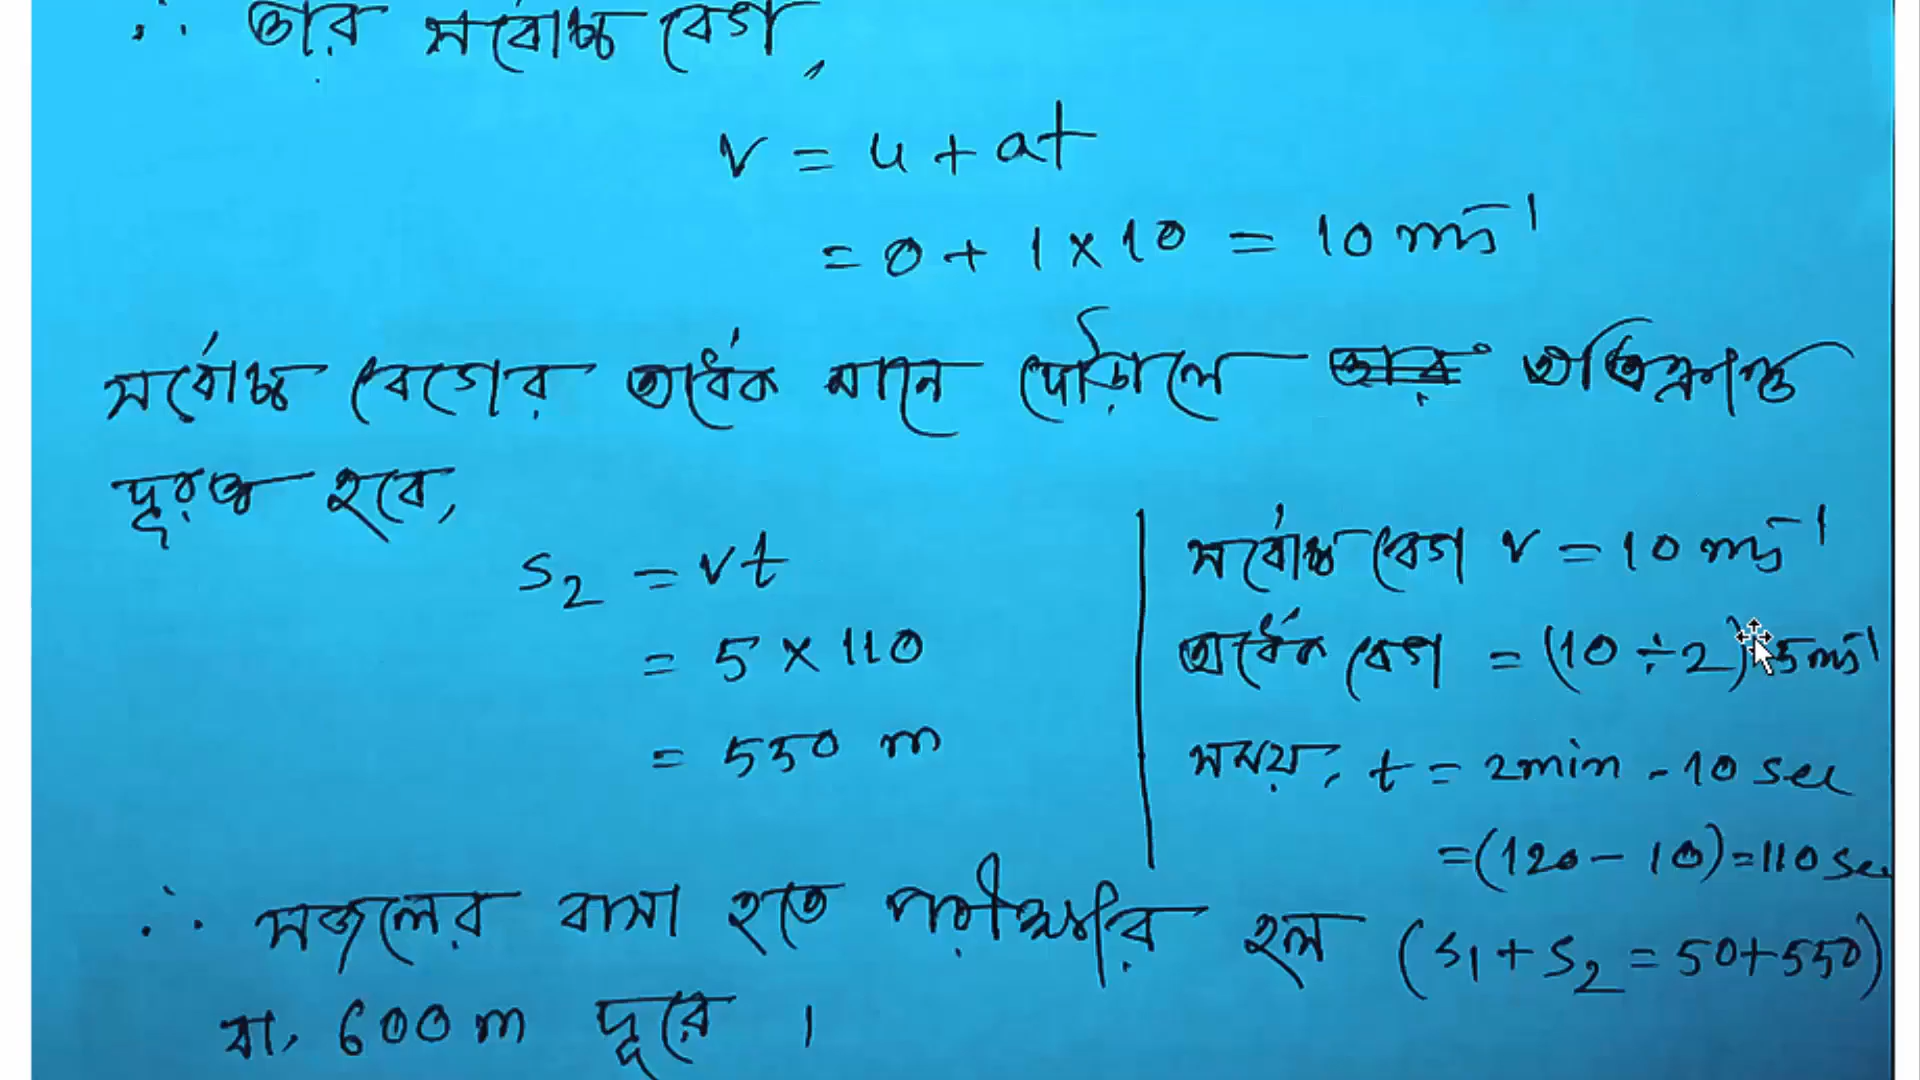 ∴ তার সর্বোচ্চ বেগ,
v = u + at
= 0 + 1 × 10 = 10 ms⁻¹
সর্বোচ্চ বেগের অর্ধেক মানে দৌড়ালে অতিক্রান্ত
দূরত্ব হবে,
s₂ = vt
= 5 × 110
= 550 m
সর্বোচ্চ বেগ v = 10 ms⁻¹
অর্ধেক বেগ = (10 ÷ 2) 5 ms⁻¹
সময়, t = 2 min - 10 sec
= (120 - 10) = 110 sec
∴ সজলের বাসা হতে পরীক্ষার হল (s₁ + s₂ = 50+550)
বা, 600 m দূরে ।